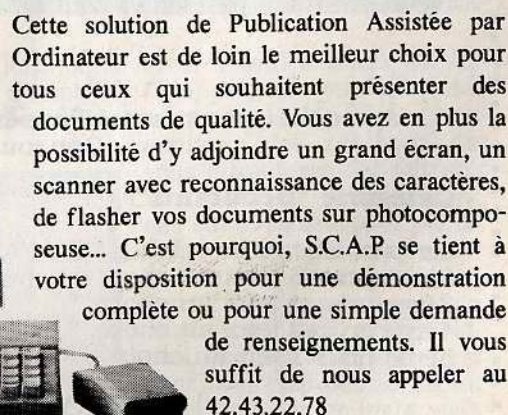 Cette solution de Publication Assistée par
Ordinateur est de loin le meilleur choix pour
tous ceux qui souhaitent présenter des
documents de qualité. Vous avez en plus la
possibilité d'y adjoindre un grand écran, un
scanner avec reconnaissance des caractères,
de flasher vos documents sur photocompo-
seuse... C'est pourquoi, S.C.A.P. se tient à
votre disposition pour une démonstration
complète ou pour une simple demande
de renseignements. Il vous
suffit de nous appeler au
42.43.22.78